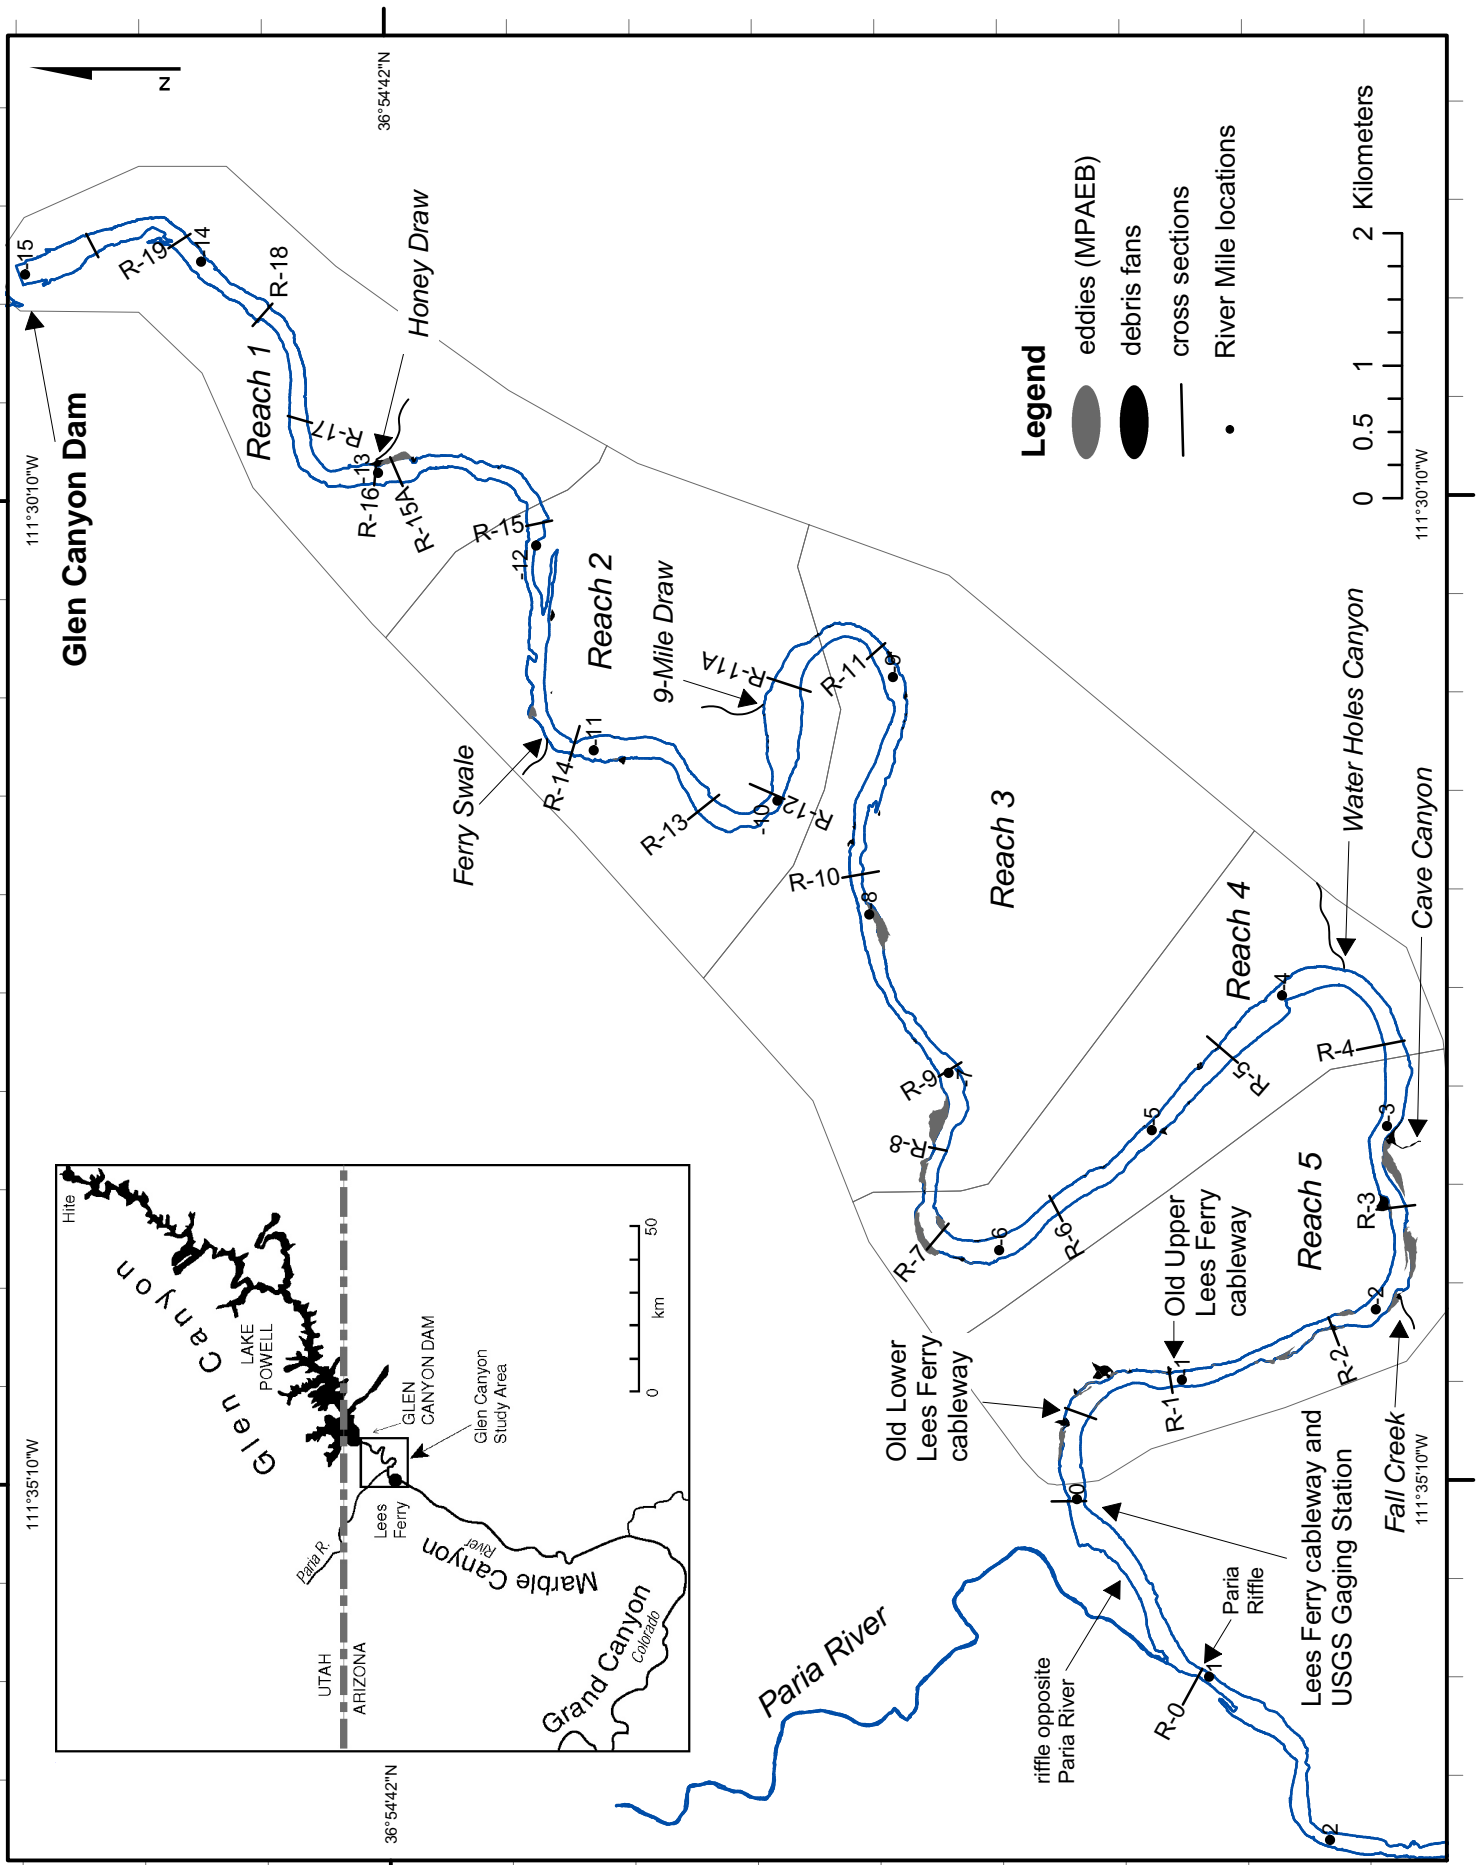 111°35'10"W
111°30'10"W
36°54'42"N
36°54'42"N
111°35'10"W
111°30'10"W
N
Glen Canyon Dam
-15
R-19
-14
R-18
Reach 1
R-17
Honey Draw
R-16
-13
R-15A
R-15
-12
Reach 2
Ferry Swale
R-14
-11
R-13
9-Mile Draw
R-11A
-10
R-12
R-11
-9
Reach 3
R-10
-8
R-9
-7
R-8
R-7
-6
R-6
-5
R-5
Reach 4
-4
Water Holes Canyon
R-4
Cave Canyon
-3
Reach 5
R-3
-2
Fall Creek
R-2
Old Upper
Lees Ferry
cableway
-1
R-1
Old Lower
Lees Ferry
cableway
0
Lees Ferry cableway and
USGS Gaging Station
Paria River
riffle opposite
Paria River
Paria
Riffle
R-0
1
2
Legend
eddies (MPAEB)
debris fans
cross sections
River Mile locations
0 0.5 1 2 Kilometers
Hite
Glen Canyon
LAKE
POWELL
GLEN
CANYON DAM
Glen Canyon
Study Area
Lees
Ferry
Paria R.
UTAH
ARIZONA
Marble Canyon
River
Grand Canyon
Colorado
0 km 50